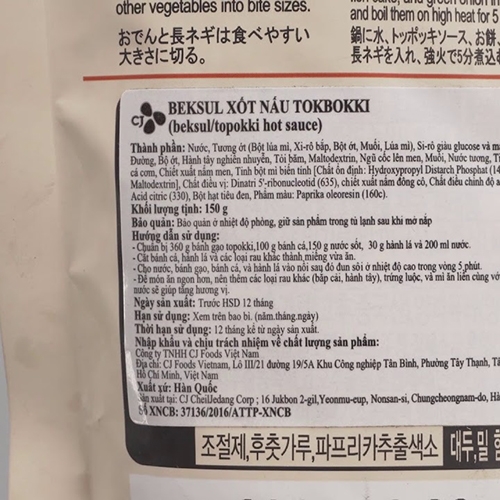 other vegetables into bite sizes.
and boil them on high heat for 5
おでんと長ネギは食べやすい
大きさに切る。
鍋に水、トッポッキソース、お餅、
長ネギを入れ、強火で5分煮込
CJ
BEKSUL XỐT NẤU TOKBOKKI
(beksul/topokki hot sauce)
Thành phần: Nước, Tương ớt (Bột lúa mì, Xi-rô bắp, Bột ớt, Muối, Lúa mì), Si-rô giàu glucose và
Đường, Bộ ớt, Hành tây nghiền nhuyễn, Tỏi băm, Maltodextrin, Ngũ cốc lên men, Muối, Nước tương,
cá cơm, Chiết xuất nấm men, Tinh bột mì biến tính [Chất ổn định: Hydroxypropyl Distarch Phosphat (14
Maltodextrin], Chất điều vị: Dinatri 5'-ribonucleotid (635), chiết xuất nấm đông cô, Chất điều chỉnh độ a
Acid citric (330), Bột hạt tiêu đen, Phẩm màu: Paprika oleoresin (160c).
Khối lượng tịnh: 150 g
Bảo quản: Bảo quản ở nhiệt độ phòng, giữ sản phẩm trong tủ lạnh sau khi mở nắp
Hướng dẫn sử dụng:
- Chuẩn bị 360 g bánh gạo topokki,100 g bánh cá,150 g nước sốt, 30 g hành lá và 200 ml nước.
- Cắt bánh cá, hành lá và các loại rau khác thành miếng vừa ăn.
- Cho nước, bánh gạo, bánh cá, và hành lá vào nồi sau đó đun sôi ở nhiệt độ cao trong vòng 5 phút.
- Để món ăn ngon hơn, nên thêm các loại rau khác (bắp cải, hành tây), trứng luộc, và mì ăn liền cùng với
nước sẽ giúp tăng hương vị.
Ngày sản xuất: Trước HSD 12 tháng
Hạn sử dụng: Xem trên bao bì. (năm.tháng.ngày)
Thời hạn sử dụng: 12 tháng kể từ ngày sản xuất.
Nhập khẩu và chịu trách nhiệm về chất lượng sản phẩm:
Công ty TNHH CJ Foods Việt Nam
Địa chỉ: CJ Foods Vietnam, Lô III/21 đường 19/5A Khu Công nghiệp Tân Bình, Phường Tây Thạnh,
Hồ Chí Minh, Việt Nam
Xuất xứ: Hàn Quốc
Sản xuất tại: CJ CheilJedang Corp ; 16 Jukbon 2-gil,Yeonmu-eup, Nonsan-si, Chungcheongnam-do,
Số XNCB: 37136/2016/ATTP-XNCB
조절제,후춧가루,파프리카추출색소 대두,밀 함